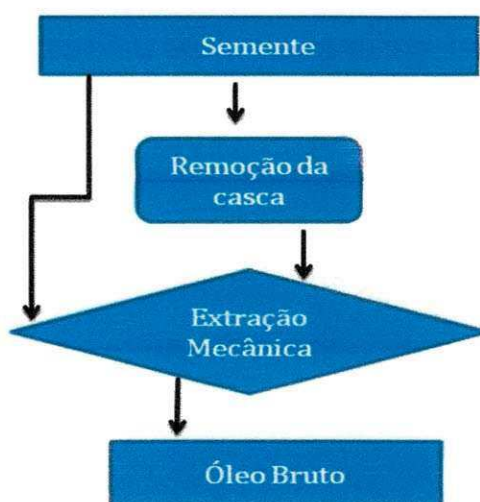 Semente
Remoção da
casca
Extração
Mecânica
Óleo Bruto